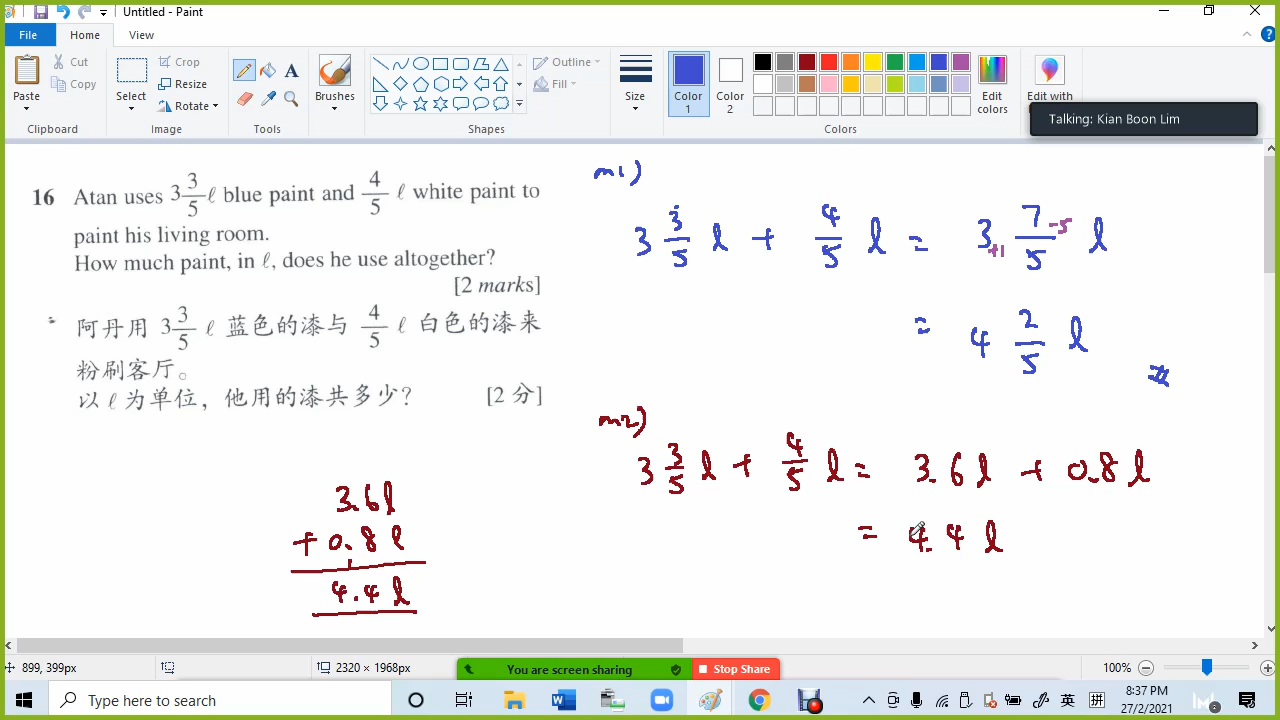 Untitled - Paint
File Home View
Paste
Cut
Copy
Clipboard
Select
Crop
Resize
Rotate
Image
A
Tools
Brushes
Outline
Fill
Shapes
Size
Color 1
Color 2
Edit colors
Edit with
Colors
Talking: Kian Boon Lim
16 Atan uses 3 3/5 ℓ blue paint and 4/5 ℓ white paint to
paint his living room.
How much paint, in ℓ, does he use altogether?
[2 marks]
阿丹用 3 3/5 ℓ 蓝色的漆与 4/5 ℓ 白色的漆来
粉刷客厅。
以 ℓ 为单位，他用的漆共多少？ [2 分]
3.6l
+ 0.8l
1
4.4l
m1)
3 3/5 l + 4/5 l = 3+1 7-5/5 l
= 4 2/5 l
m2)
3 3/5 l + 4/5 l = 3.6l + 0.8l
= 4.4 l
899, 399px
2320 × 1968px
You are screen sharing
Stop Share
100%
Type here to search
英
拼
8:37 PM
27/2/2021